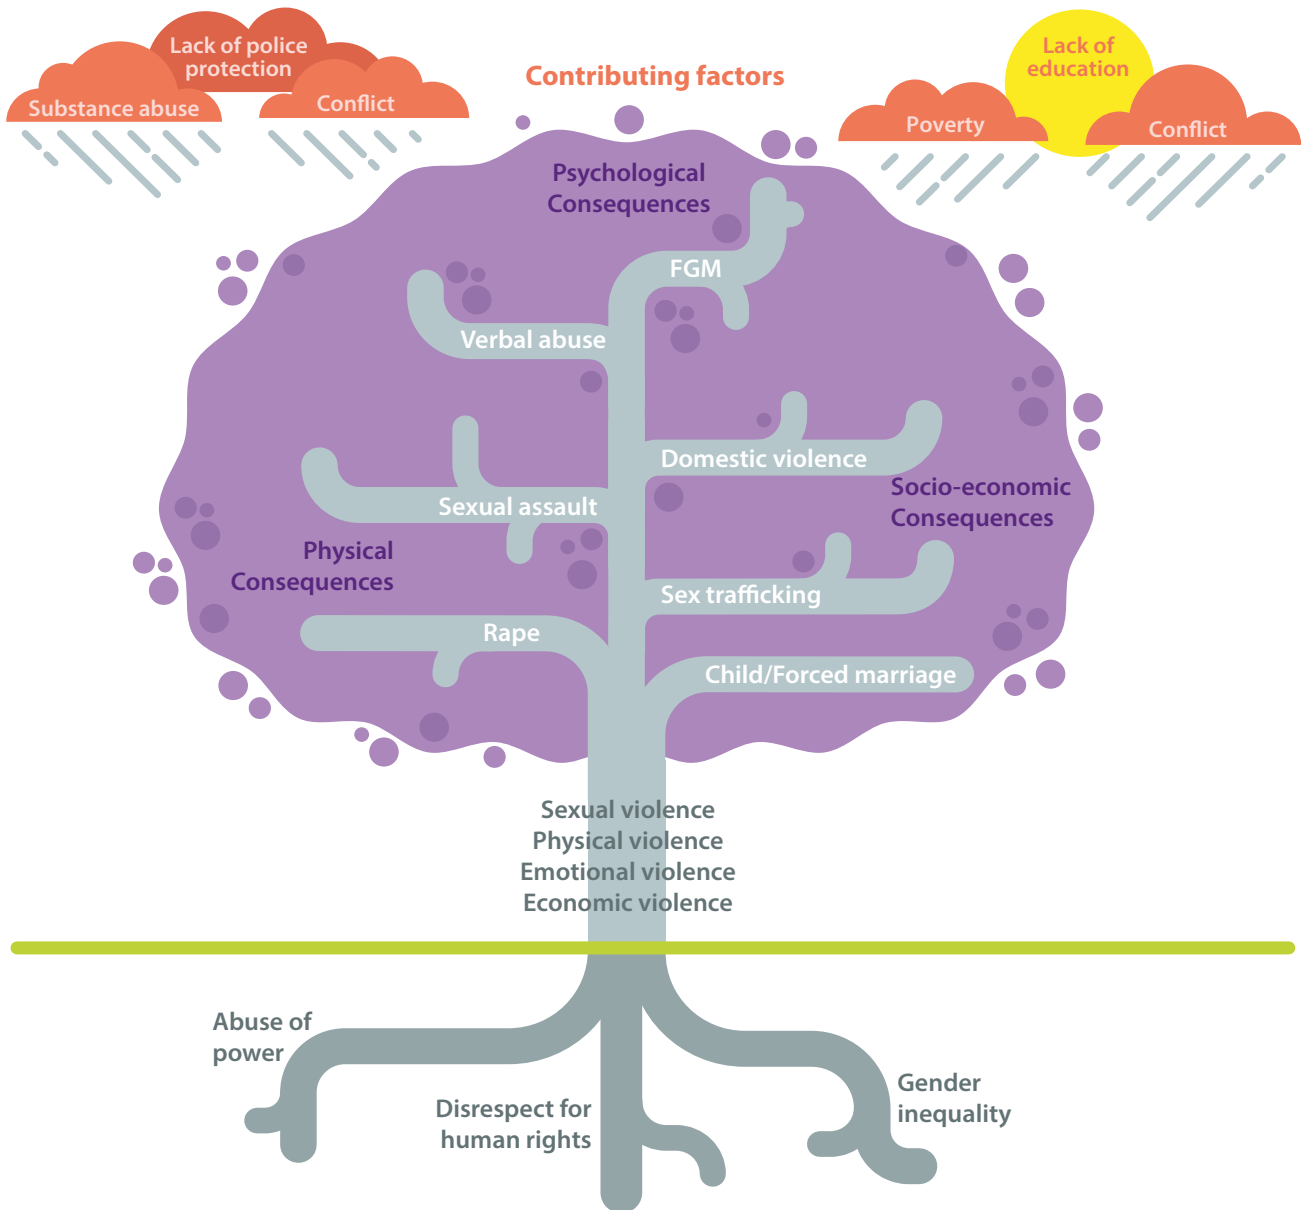 Lack of police
protection
Substance abuse
Conflict
Contributing factors
Lack of
education
Poverty
Conflict
Psychological
Consequences
FGM
Verbal abuse
Domestic violence
Sexual assault
Socio-economic
Consequences
Physical
Consequences
Sex trafficking
Rape
Child/Forced marriage
Sexual violence
Physical violence
Emotional violence
Economic violence
Abuse of
power
Disrespect for
human rights
Gender
inequality